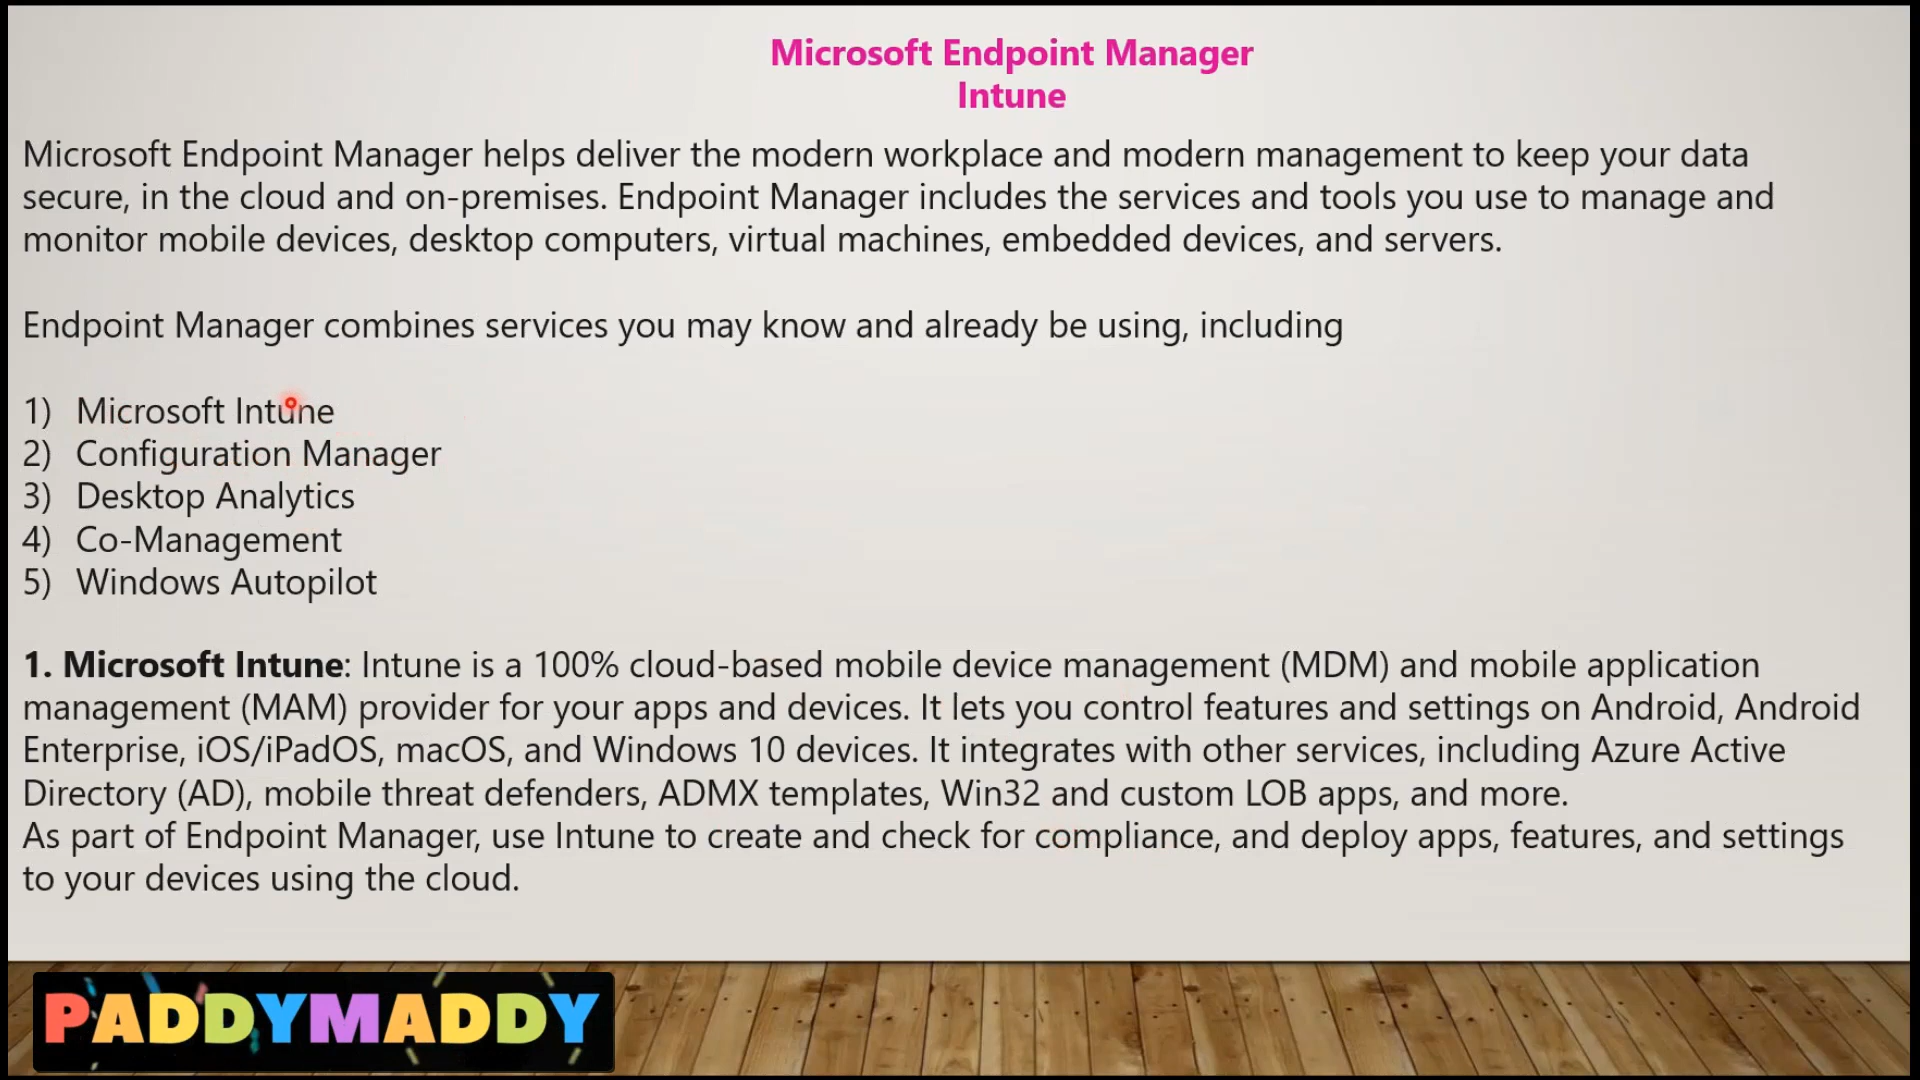 Microsoft Endpoint Manager
Intune
Microsoft Endpoint Manager helps deliver the modern workplace and modern management to keep your data
secure, in the cloud and on-premises. Endpoint Manager includes the services and tools you use to manage and
monitor mobile devices, desktop computers, virtual machines, embedded devices, and servers.
Endpoint Manager combines services you may know and already be using, including
1) Microsoft Intune
2) Configuration Manager
3) Desktop Analytics
4) Co-Management
5) Windows Autopilot
1. Microsoft Intune: Intune is a 100% cloud-based mobile device management (MDM) and mobile application
management (MAM) provider for your apps and devices. It lets you control features and settings on Android, Android
Enterprise, iOS/iPadOS, macOS, and Windows 10 devices. It integrates with other services, including Azure Active
Directory (AD), mobile threat defenders, ADMX templates, Win32 and custom LOB apps, and more.
As part of Endpoint Manager, use Intune to create and check for compliance, and deploy apps, features, and settings
to your devices using the cloud.
PADDYMADDY